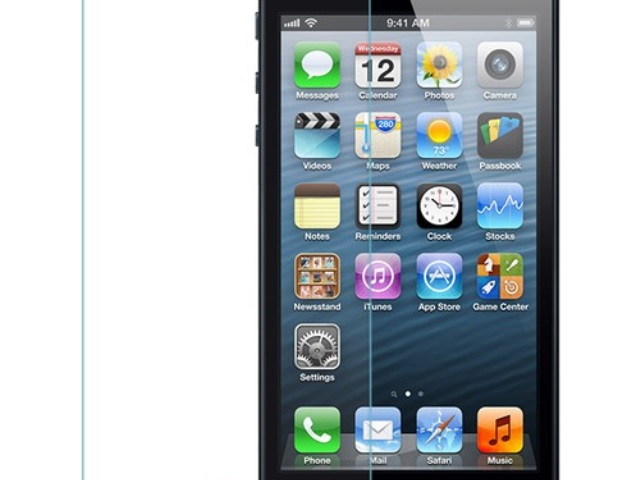 9:41 AM
Wednesday
12
Messages Calendar Photos Camera
280
73°
Videos Maps Weather Passbook
Notes Reminders Clock Stocks
Newsstand iTunes App Store Game Center
Settings
Phone Mail Safari Music